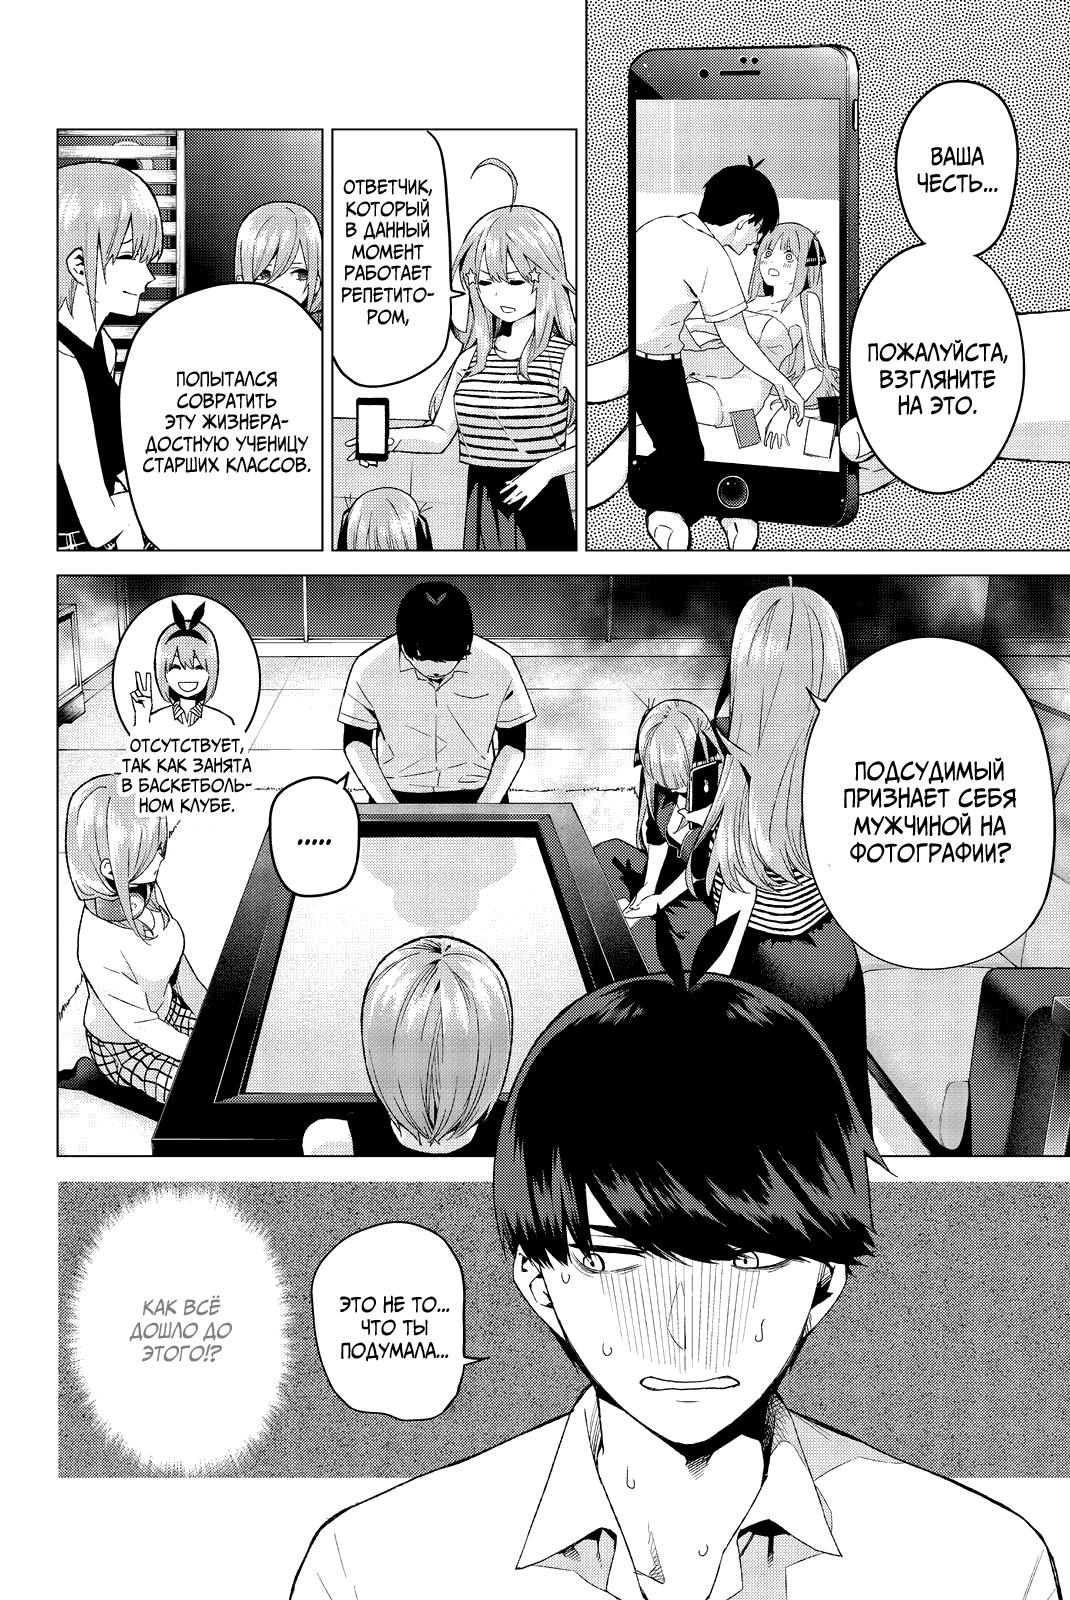 ВАША
ЧЕСТЬ...
ПОЖАЛУЙСТА,
ВЗГЛЯНИТЕ
НА ЭТО.
ОТВЕТЧИК,
КОТОРЫЙ
В ДАННЫЙ
МОМЕНТ
РАБОТАЕТ
РЕПЕТИТО-
РОМ,
ПОПЫТАЛСЯ
СОВРАТИТЬ
ЭТУ ЖИЗНЕРА-
ДОСТНУЮ УЧЕНИЦУ
СТАРШИХ КЛАССОВ.
ПОДСУДИМЫЙ
ПРИЗНАЕТ СЕБЯ
МУЖЧИНОЙ НА
ФОТОГРАФИИ?
.....
ОТСУТСТВУЕТ,
ТАК КАК ЗАНЯТА
В БАСКЕТБОЛЬ-
НОМ КЛУБЕ.
ЭТО НЕ ТО...
ЧТО ТЫ
ПОДУМАЛА...
КАК ВСЁ
ДОШЛО ДО
ЭТОГО!?